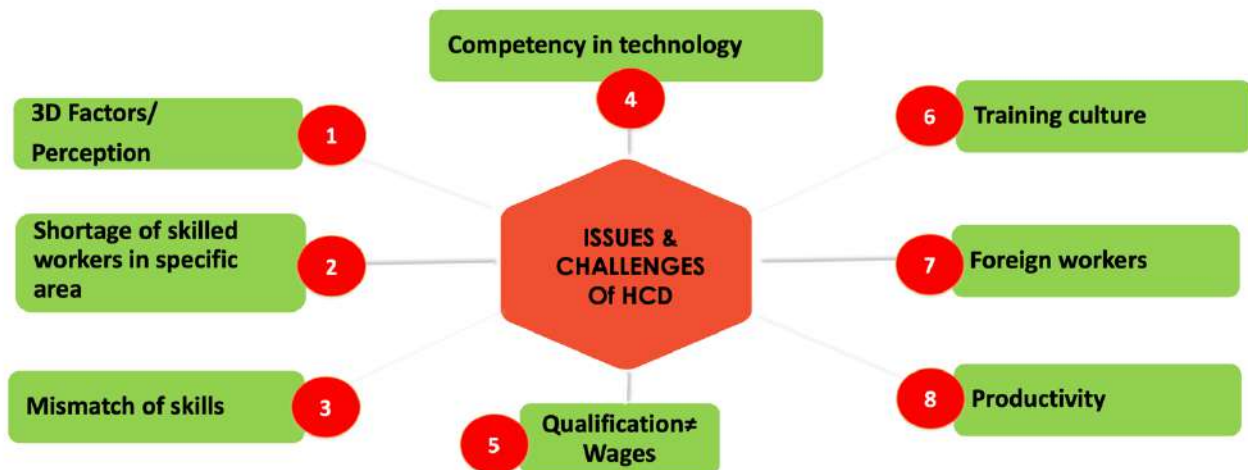 Competency in technology
4
3D Factors/
Perception
1
6
Training culture
Shortage of skilled
workers in specific
area
2
ISSUES &
CHALLENGES
Of HCD
7
Foreign workers
Mismatch of skills
3
5
Qualification≠
Wages
8
Productivity